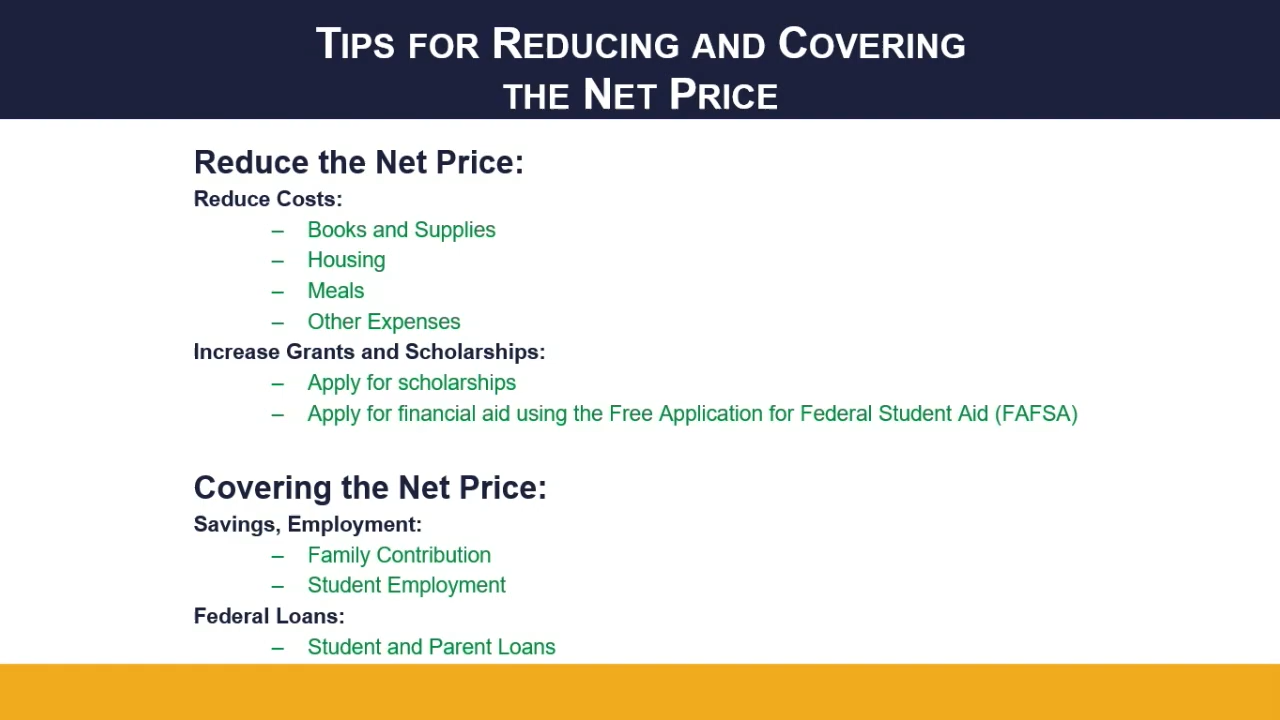 TIPS FOR REDUCING AND COVERING
THE NET PRICE
Reduce the Net Price:
Reduce Costs:
– Books and Supplies
– Housing
– Meals
– Other Expenses
Increase Grants and Scholarships:
– Apply for scholarships
– Apply for financial aid using the Free Application for Federal Student Aid (FAFSA)
Covering the Net Price:
Savings, Employment:
– Family Contribution
– Student Employment
Federal Loans:
– Student and Parent Loans